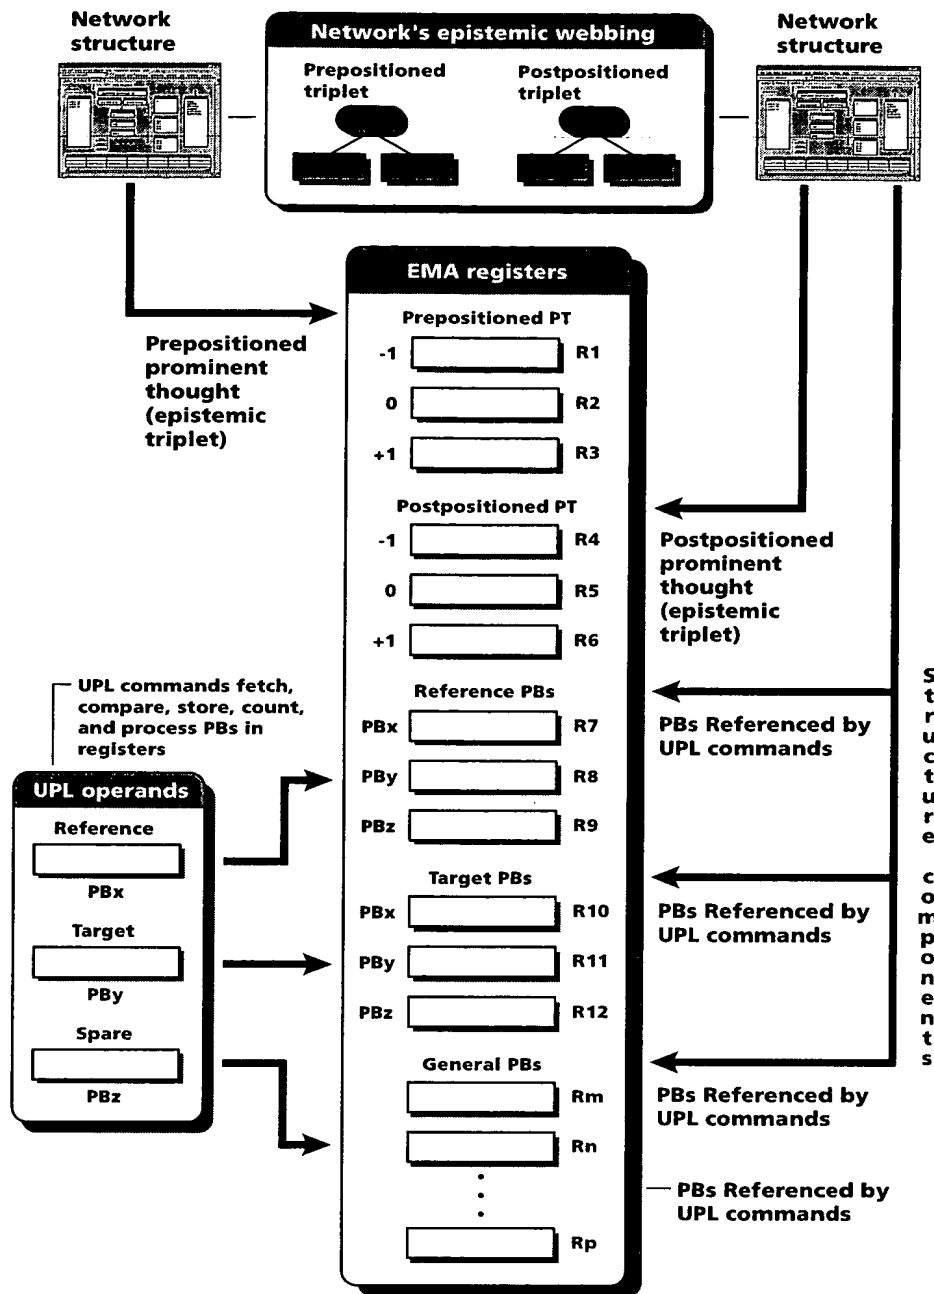 Network
structure
Network's epistemic webbing
Prepositioned
triplet
Postpositioned
triplet
Network
structure
EMA registers
Prepositioned PT
-1 R1
0 R2
+1 R3
Prepositioned
prominent
thought
(epistemic
triplet)
Postpositioned PT
-1 R4
0 R5
+1 R6
Postpositioned
prominent
thought
(epistemic
triplet)
Reference PBs
PBx R7
PBy R8
PBz R9
PBs Referenced by
UPL commands
UPL commands fetch,
compare, store, count,
and process PBs in
registers
UPL operands
Reference
PBx
Target
PBy
Spare
PBz
Target PBs
PBx R10
PBy R11
PBz R12
PBs Referenced by
UPL commands
General PBs
Rm
Rn
Rp
PBs Referenced by
UPL commands
PBs Referenced by
UPL commands
Structure components